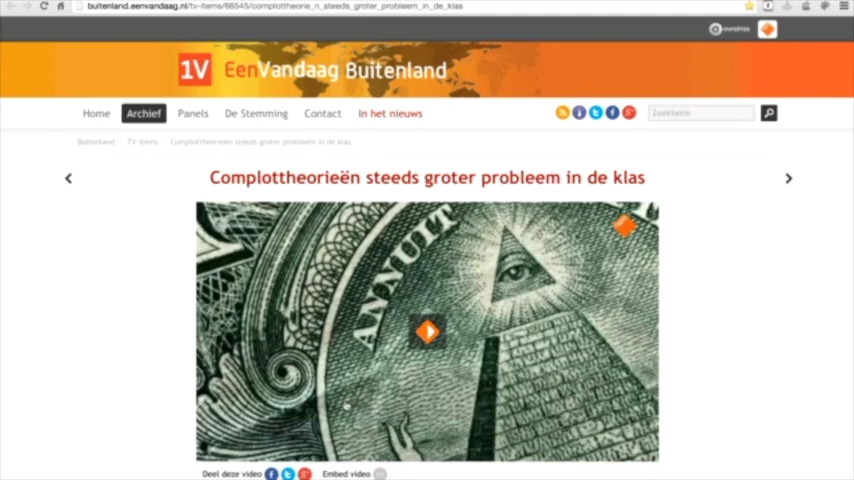 buitenland.eenvandaag.nl/tv-items/66545/complottheorie_n_steeds_groter_probleem_in_de_klas
avrotros
1V EenVandaag Buitenland
Home Archief Panels De Stemming Contact In het nieuws Zoekterm
Buitenland TV-items Complottheorieën steeds groter probleem in de klas
Complottheorieën steeds groter probleem in de klas
ANNUIT
Deel deze video Embed video